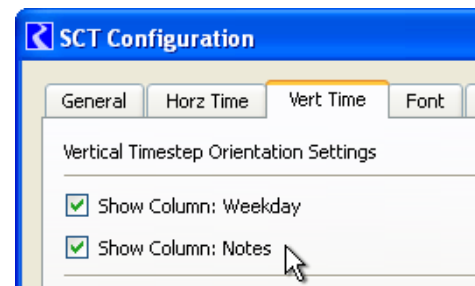 SCT Configuration
General Horz Time Vert Time Font
Vertical Timestep Orientation Settings
Show Column: Weekday
Show Column: Notes